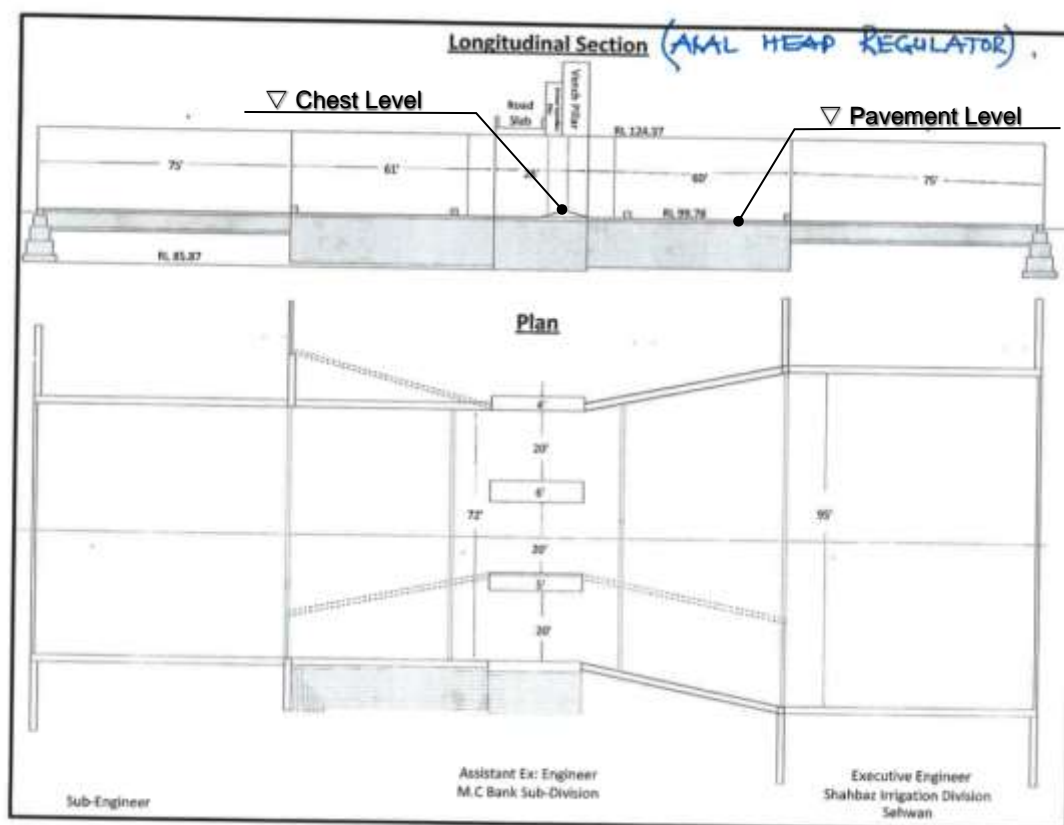 Longitudinal Section (ARAL HEAD REGULATOR).
▽ Chest Level
Road
Slab
Ventch Pillar
▽ Pavement Level
RL 124.37
75'
61'
60'
75'
RL 99.78
RL 85.87
Plan
4'
20'
6'
72'
20'
95'
5'
20'
Sub-Engineer
Assistant Ex: Engineer
M.C Bank Sub-Division
Executive Engineer
Shahbaz Irrigation Division
Sehwan